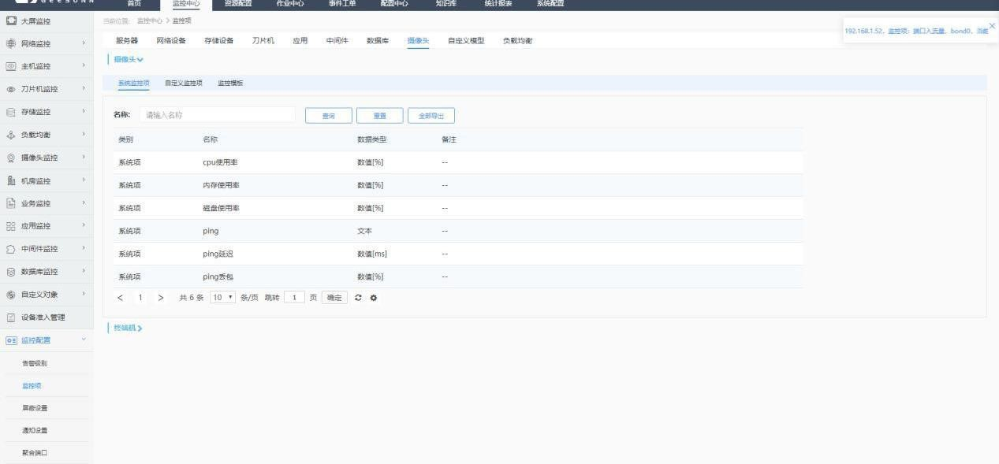 GEESUNN
首页 监控中心 资源配置 作业中心 事件工单 配置中心 知识库 统计报表 系统配置
当前位置: 监控中心 > 监控项
192.168.1.52, 监控项: 端口入流量, bond0, 当前
服务器 网络设备 存储设备 刀片机 应用 中间件 数据库 摄像头 自定义模型 负载均衡
摄像头
系统监控项 自定义监控项 监控模板
名称: 请输入名称 查询 重置 全部导出
类别 名称 数据类型 备注
系统项 cpu使用率 数值[%] --
系统项 内存使用率 数值[%] --
系统项 磁盘使用率 数值[%] --
系统项 ping 文本 --
系统项 ping延迟 数值[ms] --
系统项 ping丢包 数值[%] --
< 1 > 共 6 条 10 条/页 跳转 1 页 确定
终端机
大屏监控
网络监控
主机监控
刀片机监控
存储监控
负载均衡
摄像头监控
机房监控
业务监控
应用监控
中间件监控
数据库监控
自定义对象
设备准入管理
监控配置
告警级别
监控项
屏蔽设置
通知设置
聚合端口